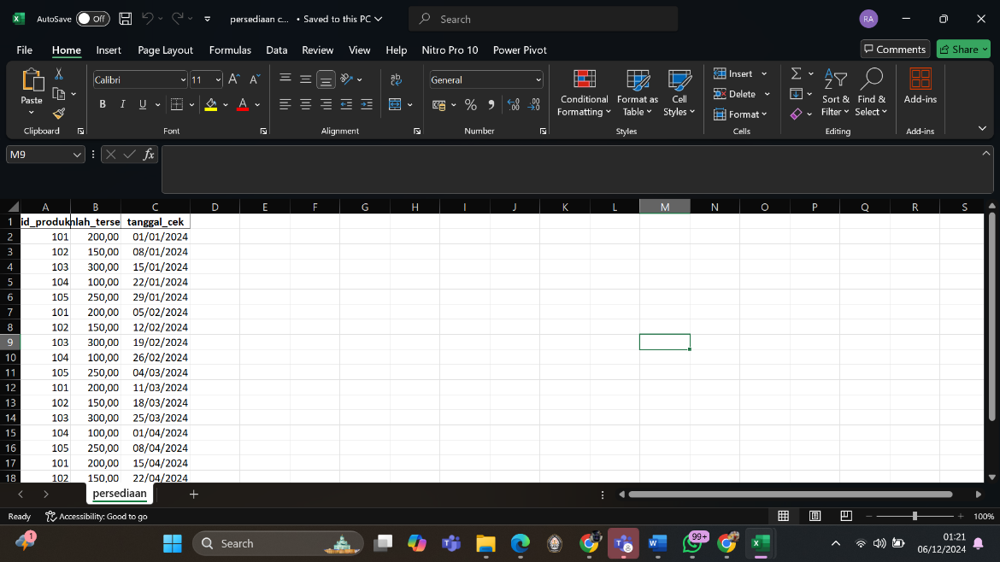 AutoSave Off persediaan c... • Saved to this PC Search RA
File Home Insert Page Layout Formulas Data Review View Help Nitro Pro 10 Power Pivot Comments Share
Paste Calibri 11 A A ab General Conditional Formatting Format as Table Cell Styles Insert Delete Format Sort & Filter Find & Select Add-ins
B I U A % 
Clipboard Font Alignment Number Styles Cells Editing Add-ins
M9 fx
A B C D E F G H I J K L M N O P Q R S
1 id_produk nlah_terse tanggal_cek
2 101 200,00 01/01/2024
3 102 150,00 08/01/2024
4 103 300,00 15/01/2024
5 104 100,00 22/01/2024
6 105 250,00 29/01/2024
7 101 200,00 05/02/2024
8 102 150,00 12/02/2024
9 103 300,00 19/02/2024
10 104 100,00 26/02/2024
11 105 250,00 04/03/2024
12 101 200,00 11/03/2024
13 102 150,00 18/03/2024
14 103 300,00 25/03/2024
15 104 100,00 01/04/2024
16 105 250,00 08/04/2024
17 101 200,00 15/04/2024
18 102 150,00 22/04/2024
persediaan
Ready Accessibility: Good to go 100%
1 Search 99+ 01:21
06/12/2024